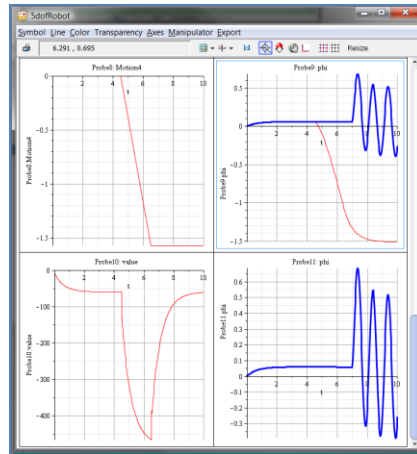 5dofRobot
Symbol Line Color Transparency Axes Manipulator Export
6.291 , 0.695
1:1
Resize
Probe8: Motion4
Probe8.Motion4
t
0
-0.5
-1
-1.5
2 4 6 8 10
Probe9: phi
Probe9.phi
t
0.5
0
-0.5
-1
-1.5
2 4 6 8 10
Probe10: value
Probe10.value
t
0
-100
-200
-300
-400
2 4 6 8 10
Probe11: phi
Probe11.phi
t
0.6
0.5
0.4
0.3
0.2
0.1
0
-0.1
-0.2
-0.3
2 4 6 8 10